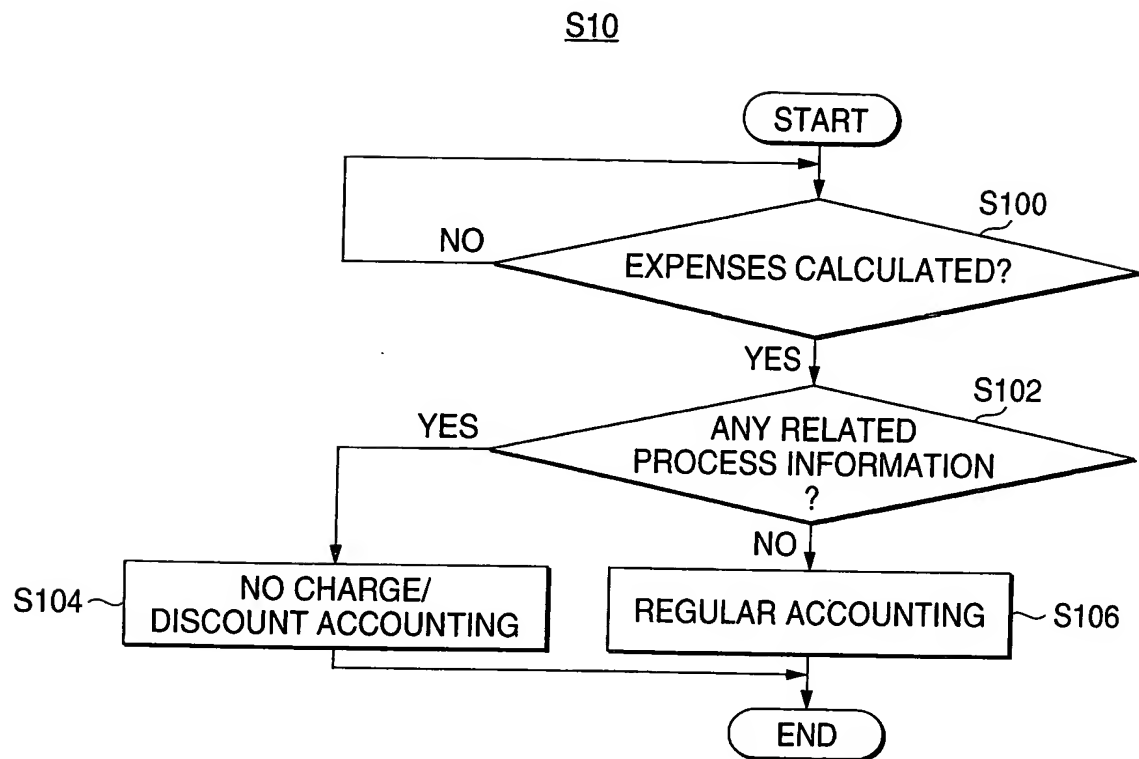 S10
START
S100
NO
EXPENSES CALCULATED?
YES
S102
YES
ANY RELATED
PROCESS INFORMATION
?
NO
S104
NO CHARGE/
DISCOUNT ACCOUNTING
REGULAR ACCOUNTING
S106
END